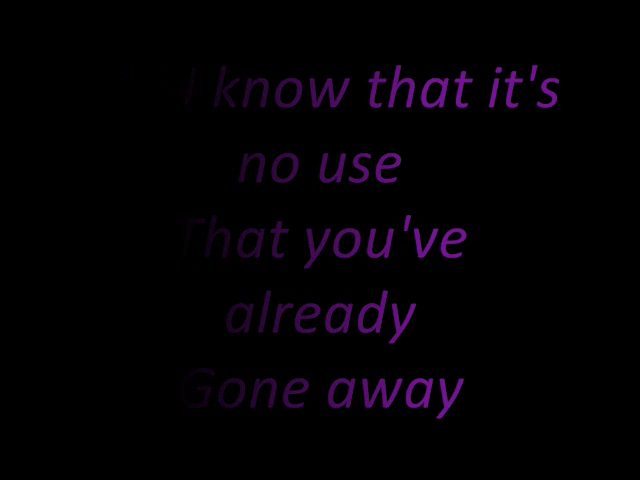 I know that it's
no use
That you've
already
Gone away